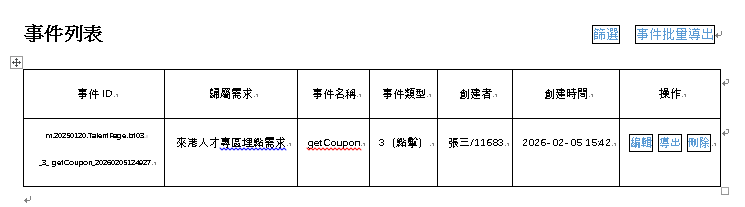 事件列表
篩選 事件批量導出
事件 ID 歸屬需求 事件名稱 事件類型 創建者 創建時間 操作
m.20250120.TalentPage.bt03
_3_ getCoupon_20260205124927
來港人才專區埋點需求 getCoupon 3（點擊） 張三/11683 2026-02-05 15:42 編輯 導出 刪除